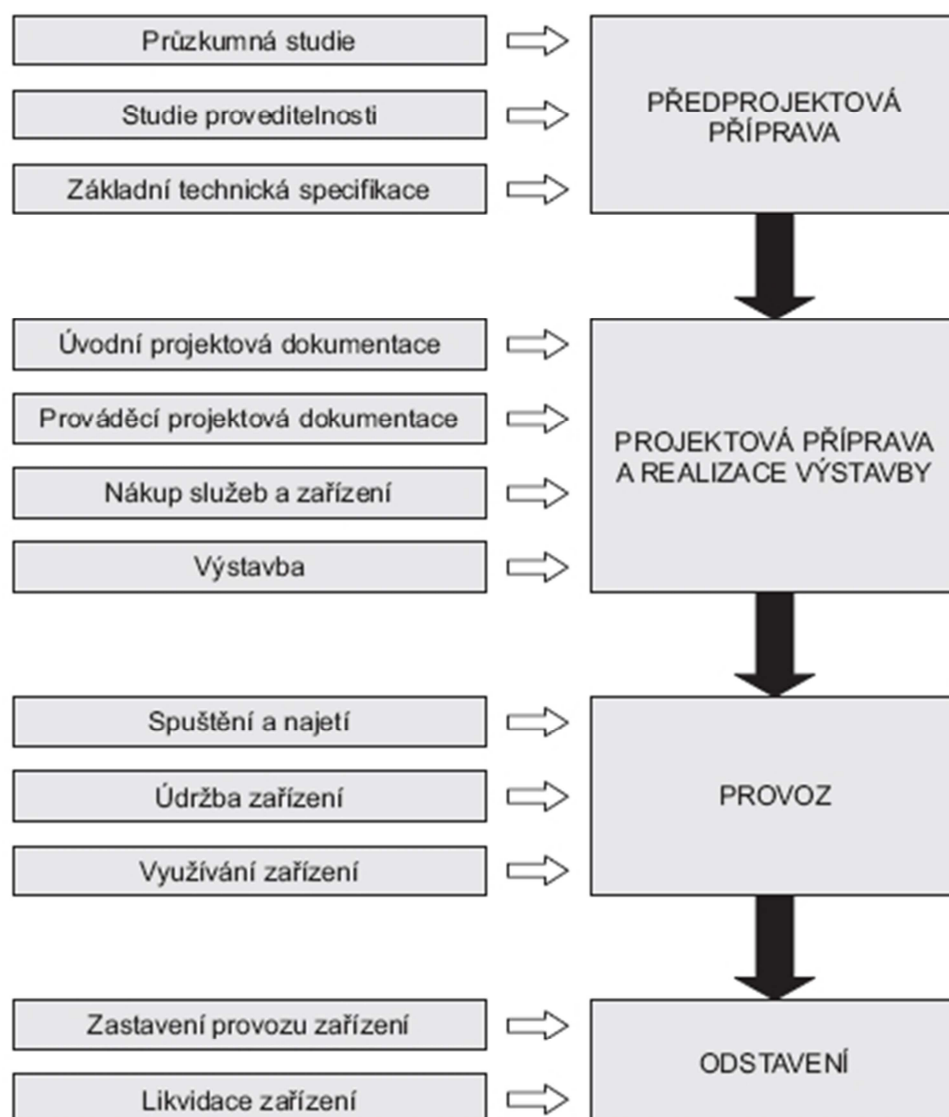 Průzkumná studie
Studie proveditelnosti
Základní technická specifikace
PŘEDPROJEKTOVÁ
PŘÍPRAVA
Úvodní projektová dokumentace
Prováděcí projektová dokumentace
Nákup služeb a zařízení
Výstavba
PROJEKTOVÁ PŘÍPRAVA
A REALIZACE VÝSTAVBY
Spuštění a najetí
Údržba zařízení
Využívání zařízení
PROVOZ
Zastavení provozu zařízení
Likvidace zařízení
ODSTAVENÍ